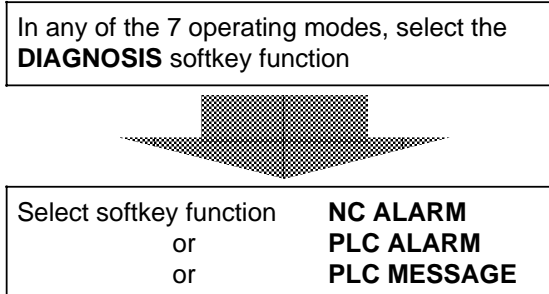 In any of the 7 operating modes, select the
DIAGNOSIS softkey function
Select softkey function NC ALARM
or PLC ALARM
or PLC MESSAGE